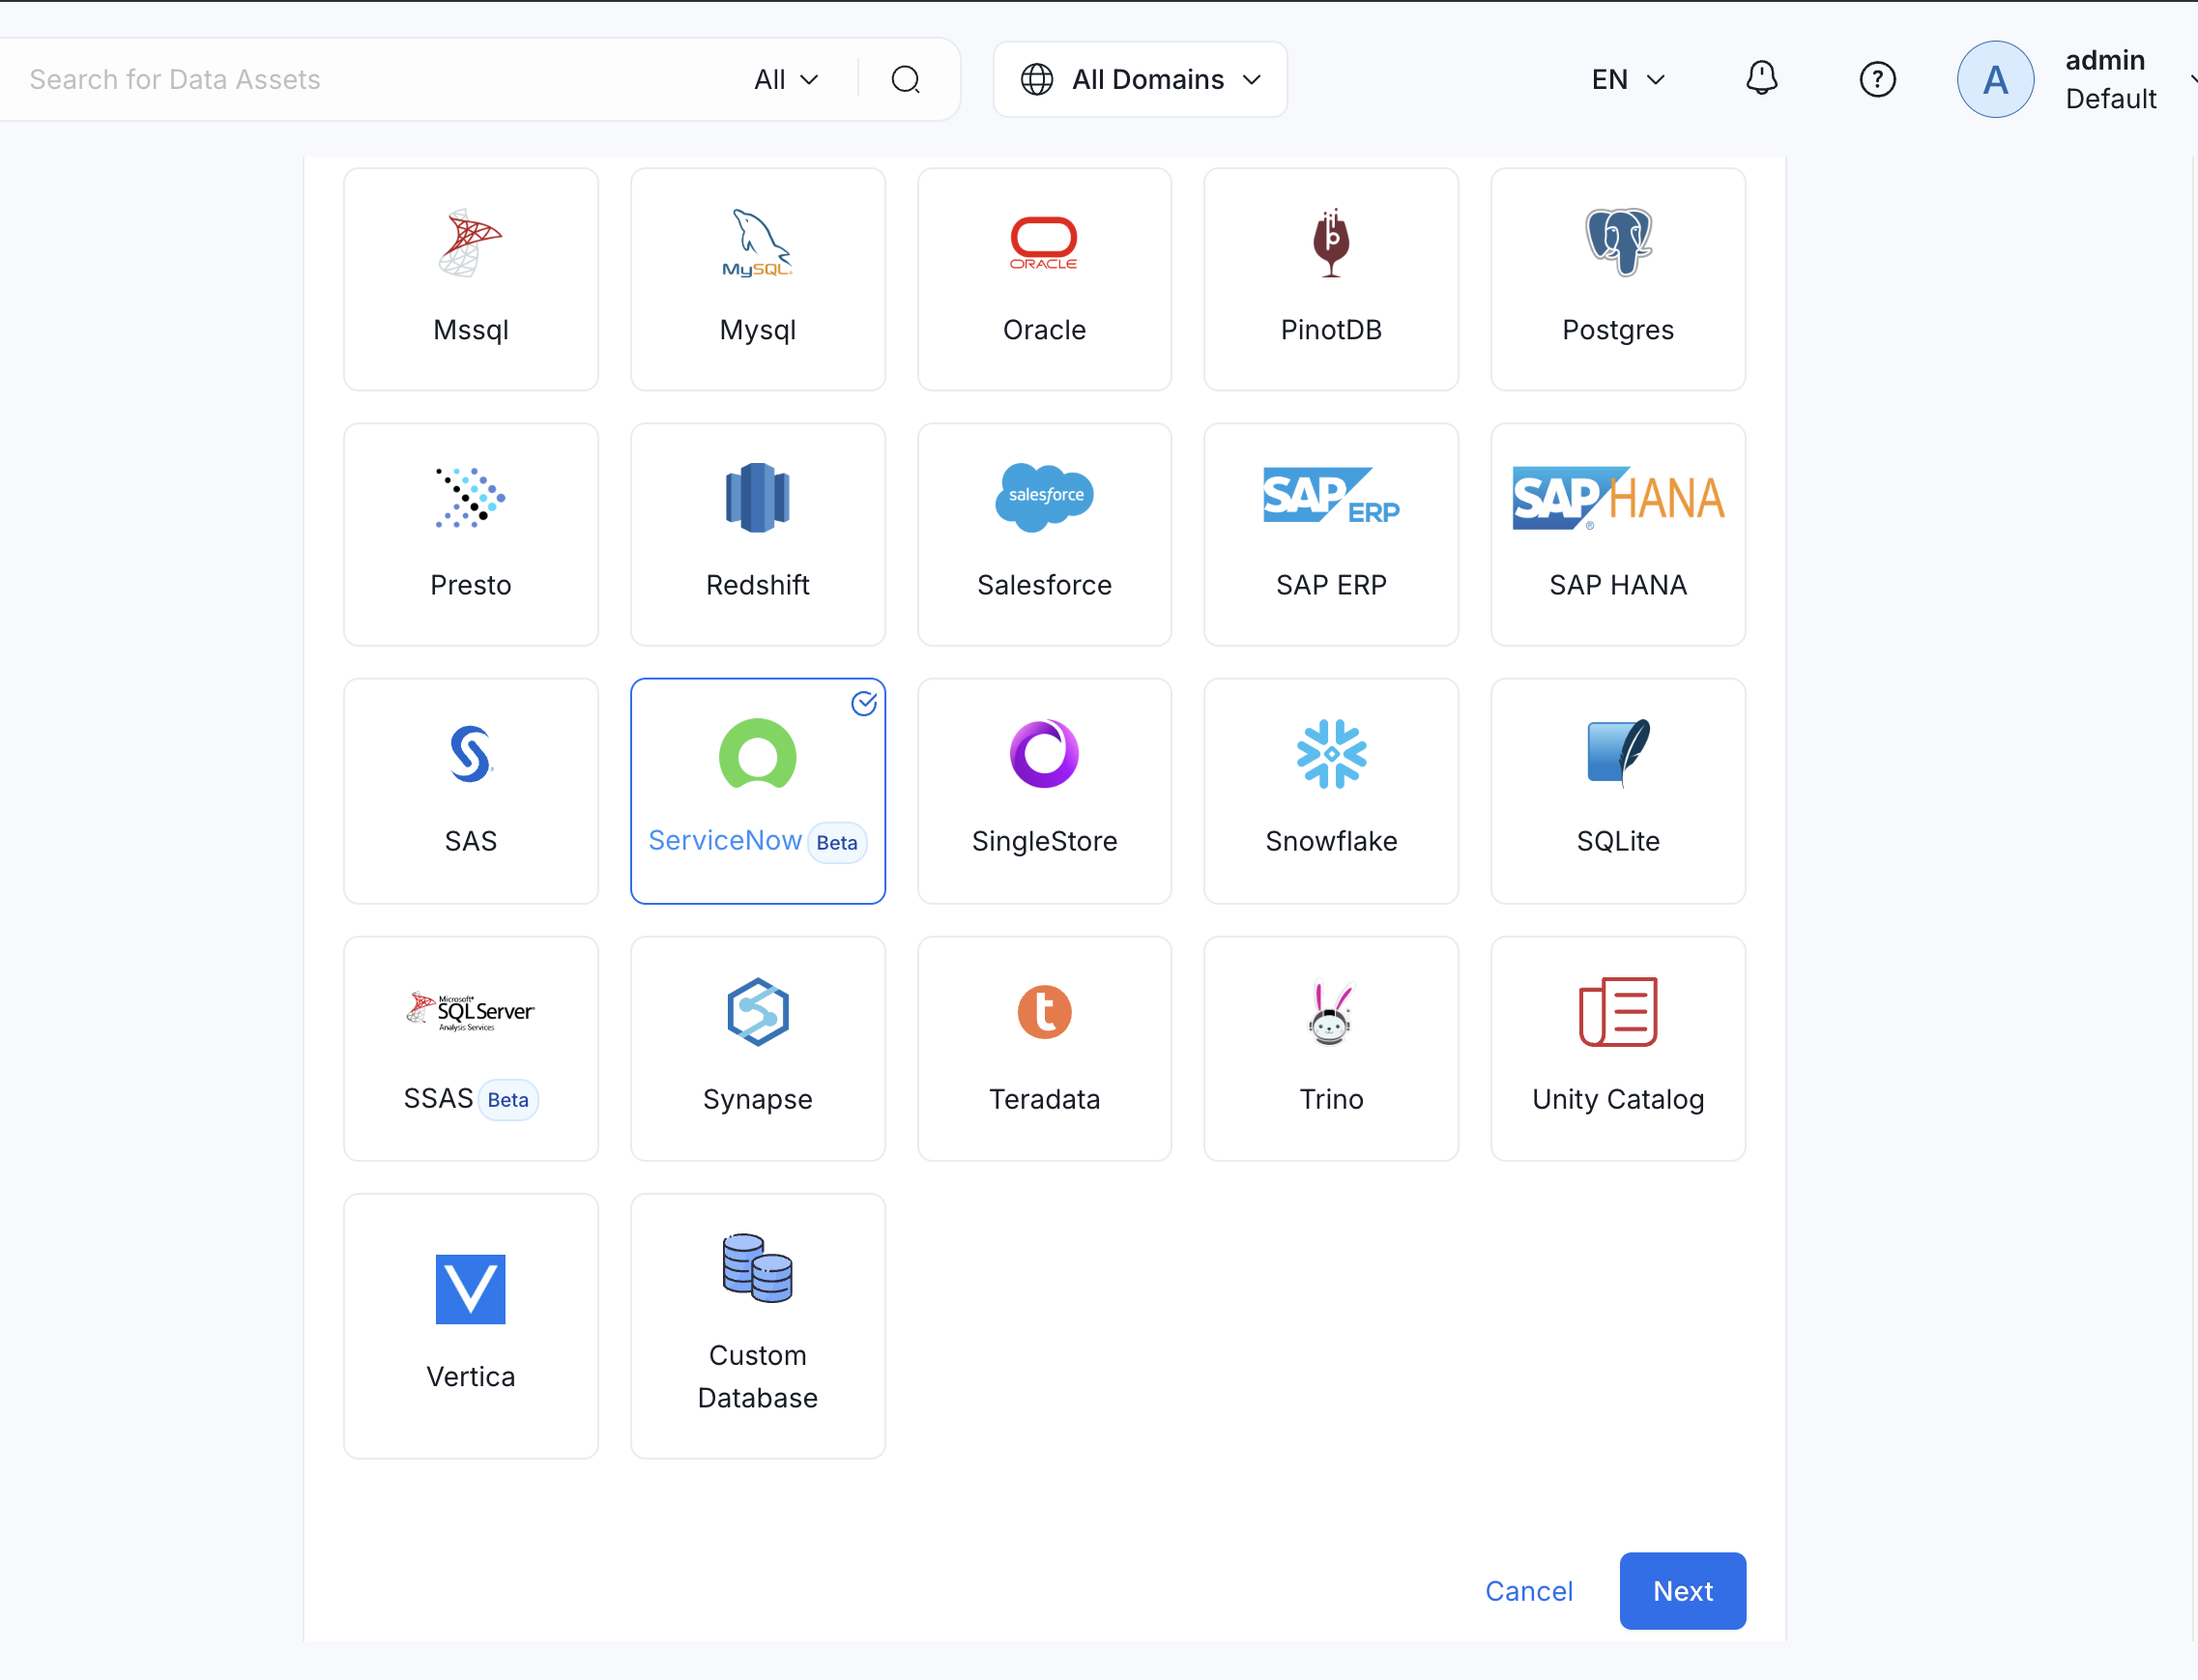 Search for Data Assets
All
All Domains
EN
A
admin
Default
MySQL
ORACLE
Mssql
Mysql
Oracle
PinotDB
Postgres
salesforce
SAP ERP
SAP HANA
Presto
Redshift
Salesforce
SAP ERP
SAP HANA
SAS
ServiceNow Beta
SingleStore
Snowflake
SQLite
Microsoft
SQL Server
Analysis Services
SSAS Beta
Synapse
Teradata
Trino
Unity Catalog
Vertica
Custom
Database
Cancel
Next